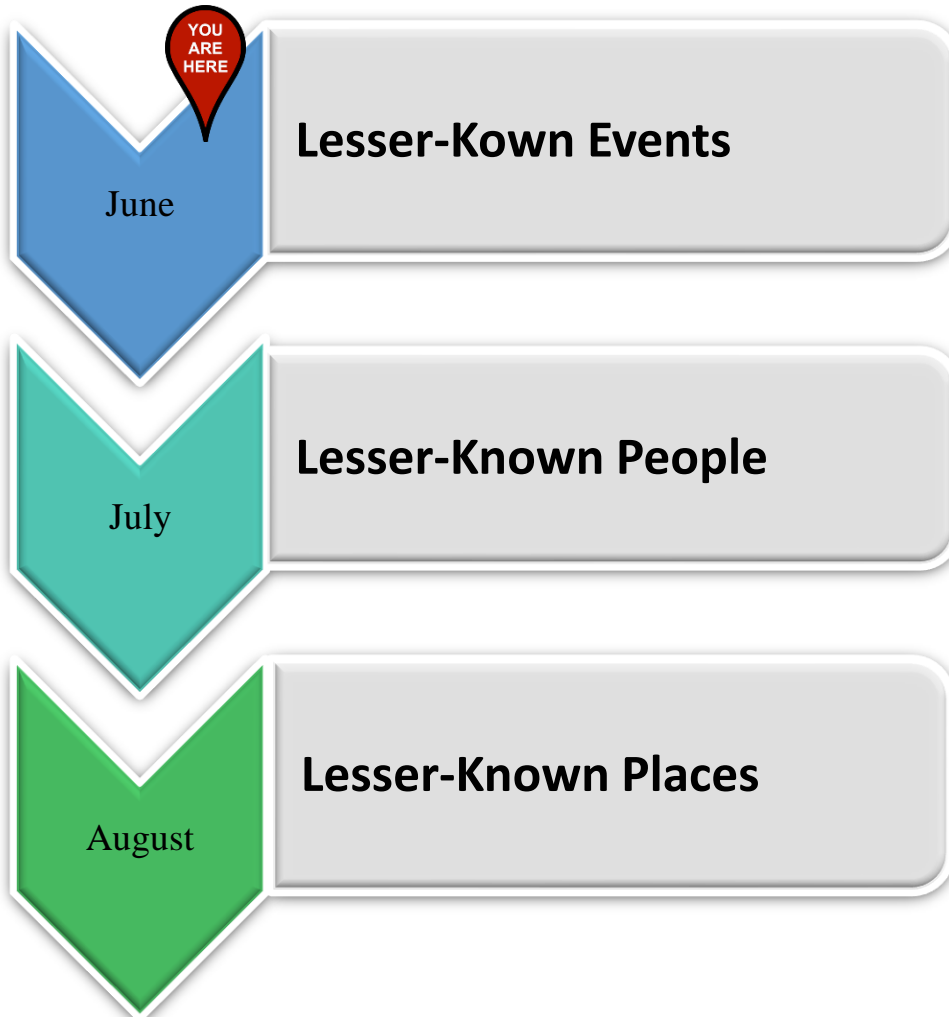 YOU
ARE
HERE
Lesser-Kown Events
June
Lesser-Known People
July
Lesser-Known Places
August